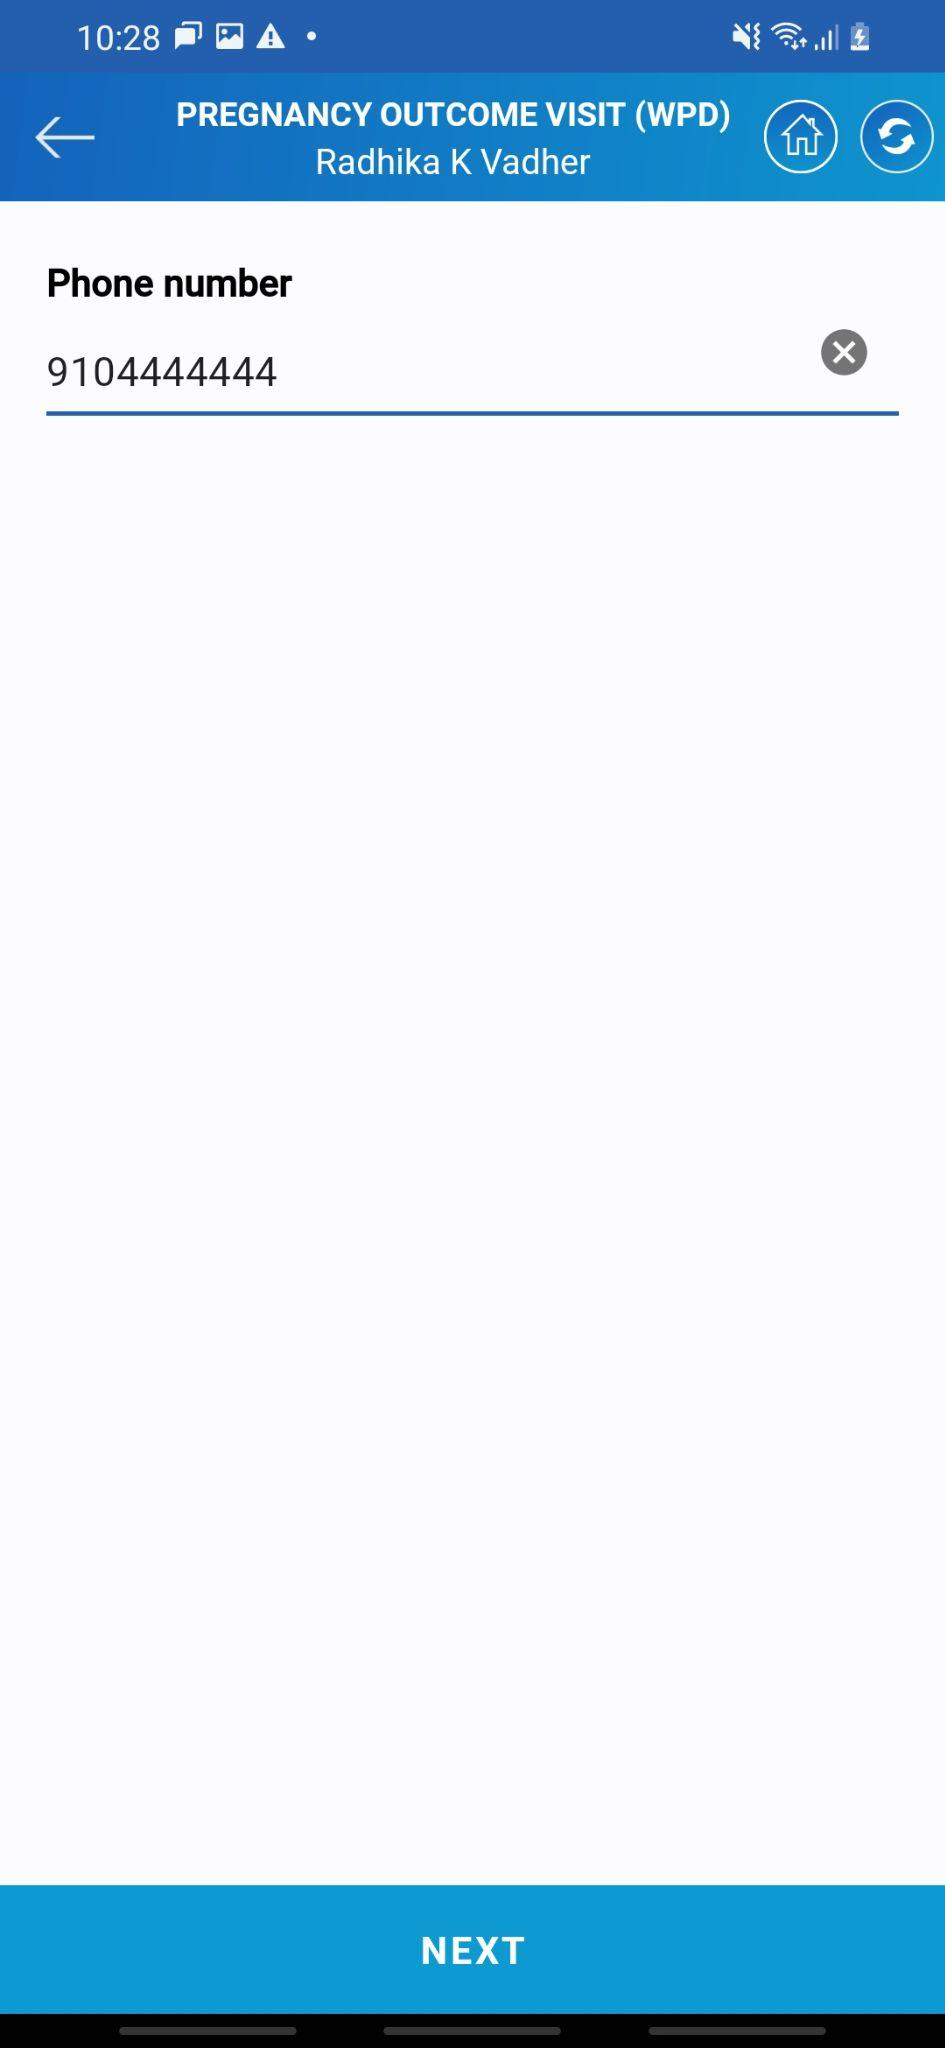 10:28
PREGNANCY OUTCOME VISIT (WPD)
Radhika K Vadher
Phone number
9104444444
NEXT